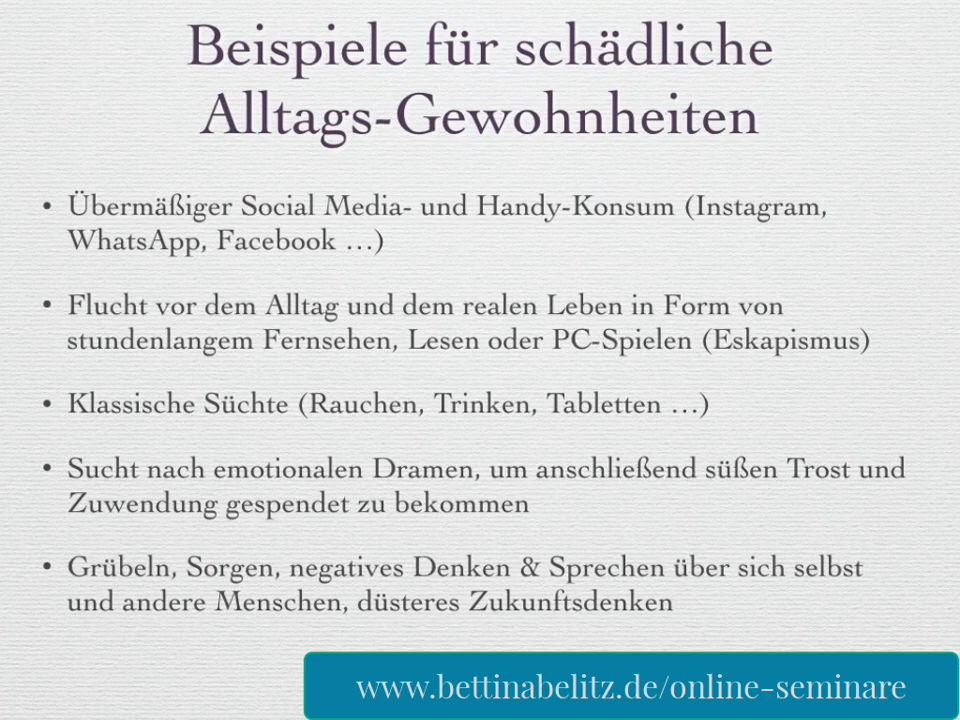 Beispiele für schädliche
Alltags-Gewohnheiten
• Übermäßiger Social Media- und Handy-Konsum (Instagram,
WhatsApp, Facebook …)
• Flucht vor dem Alltag und dem realen Leben in Form von
stundenlangem Fernsehen, Lesen oder PC-Spielen (Eskapismus)
• Klassische Süchte (Rauchen, Trinken, Tabletten …)
• Sucht nach emotionalen Dramen, um anschließend süßen Trost und
Zuwendung gespendet zu bekommen
• Grübeln, Sorgen, negatives Denken & Sprechen über sich selbst
und andere Menschen, düsteres Zukunftsdenken
www.bettinabelitz.de/online-seminare